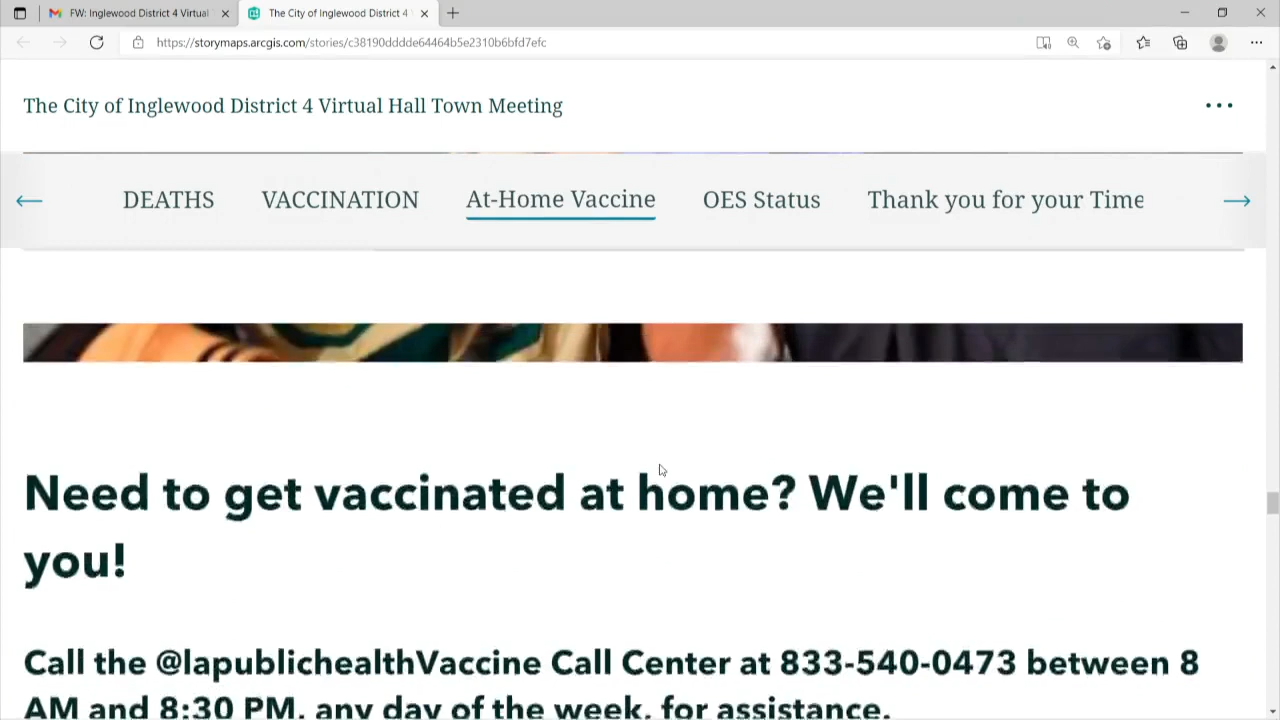 FW: Inglewood District 4 Virtual
The City of Inglewood District 4
https://storymaps.arcgis.com/stories/c38190dddde64464b5e2310b6bfd7efc
The City of Inglewood District 4 Virtual Hall Town Meeting
DEATHS VACCINATION At-Home Vaccine OES Status Thank you for your Time
Need to get vaccinated at home? We'll come to
you!
Call the @lapublichealthVaccine Call Center at 833-540-0473 between 8
AM and 8:30 PM, any day of the week, for assistance.